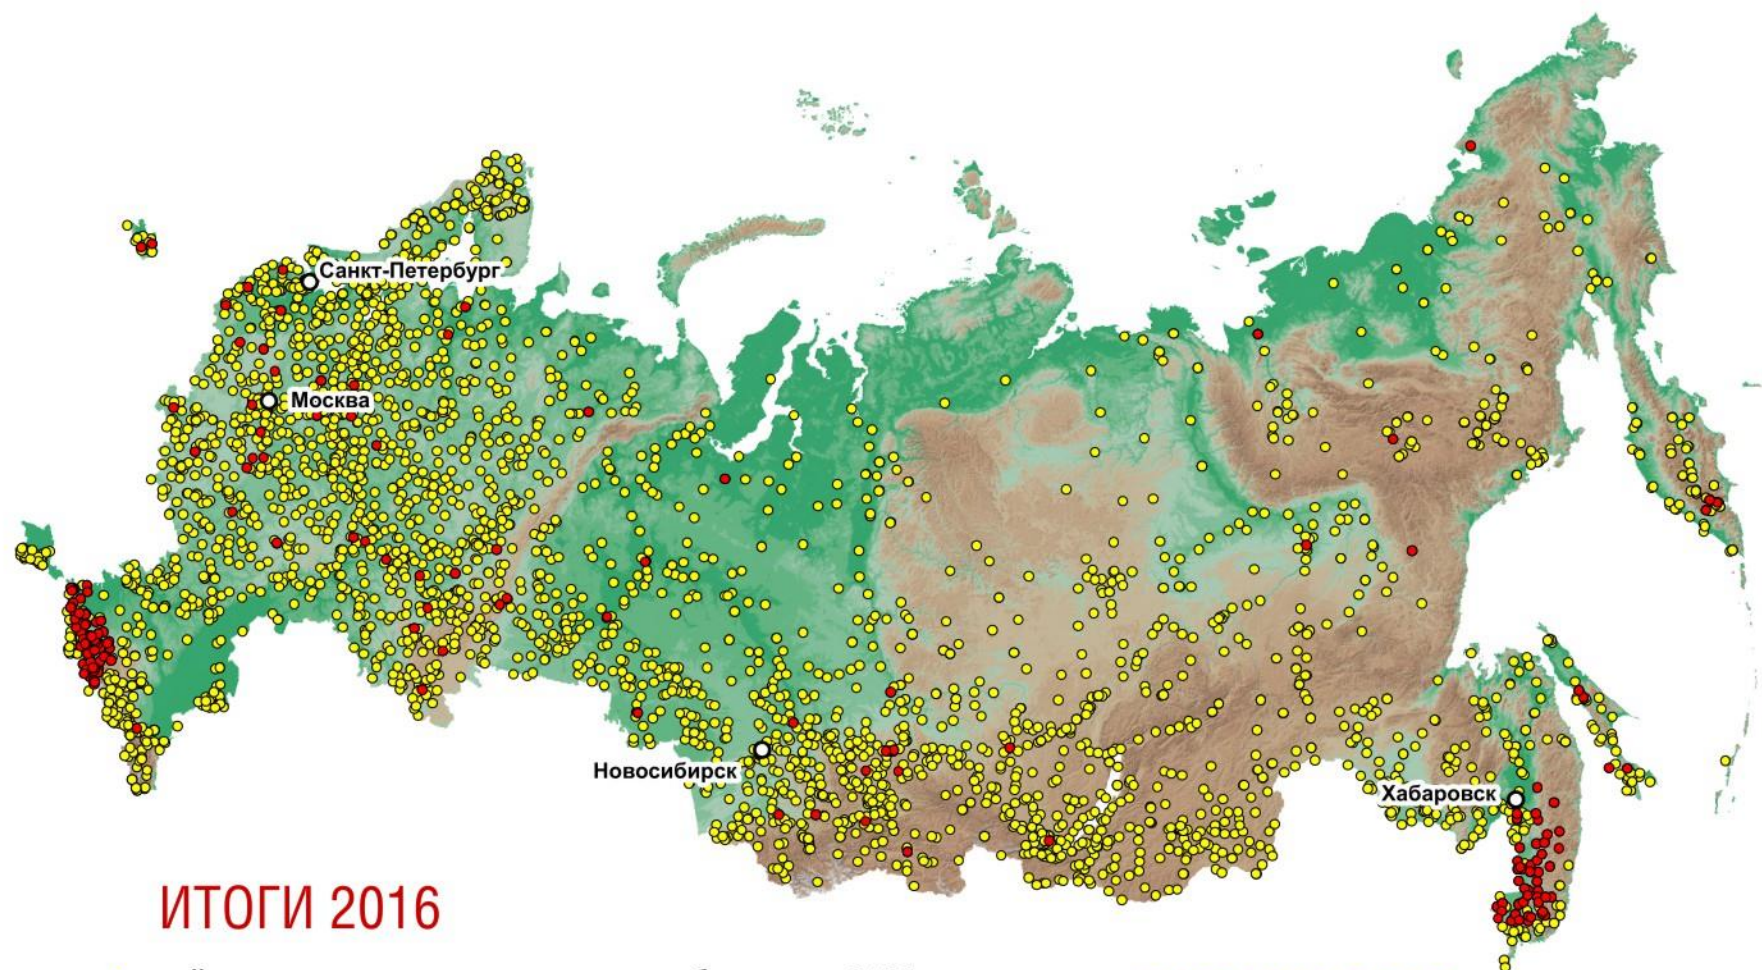 Санкт-Петербург
Москва
Новосибирск
Хабаровск
ИТОГИ 2016